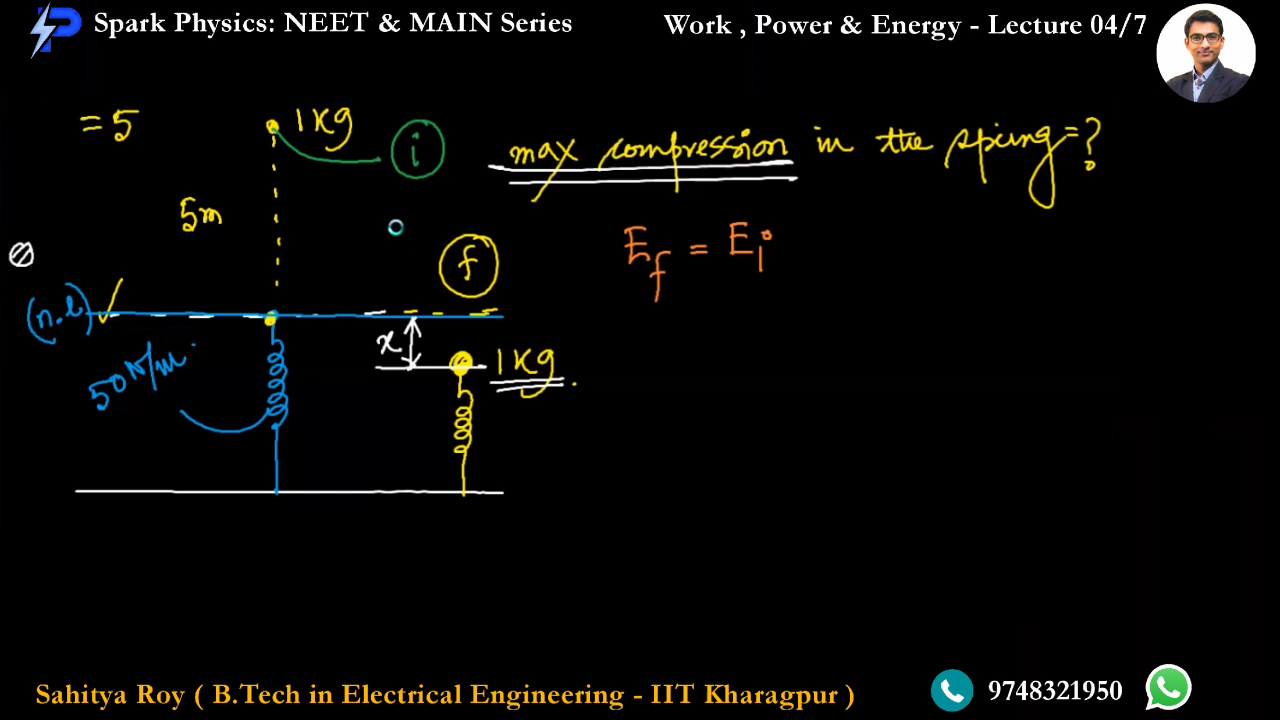 Spark Physics: NEET & MAIN Series
Work , Power & Energy - Lecture 04/7
= 5
1 Kg
i
max compression in the spring = ?
5m
f
E_f = E_i
(n.l)
x
50 N/m
1 Kg.
Sahitya Roy ( B.Tech in Electrical Engineering - IIT Kharagpur )
9748321950